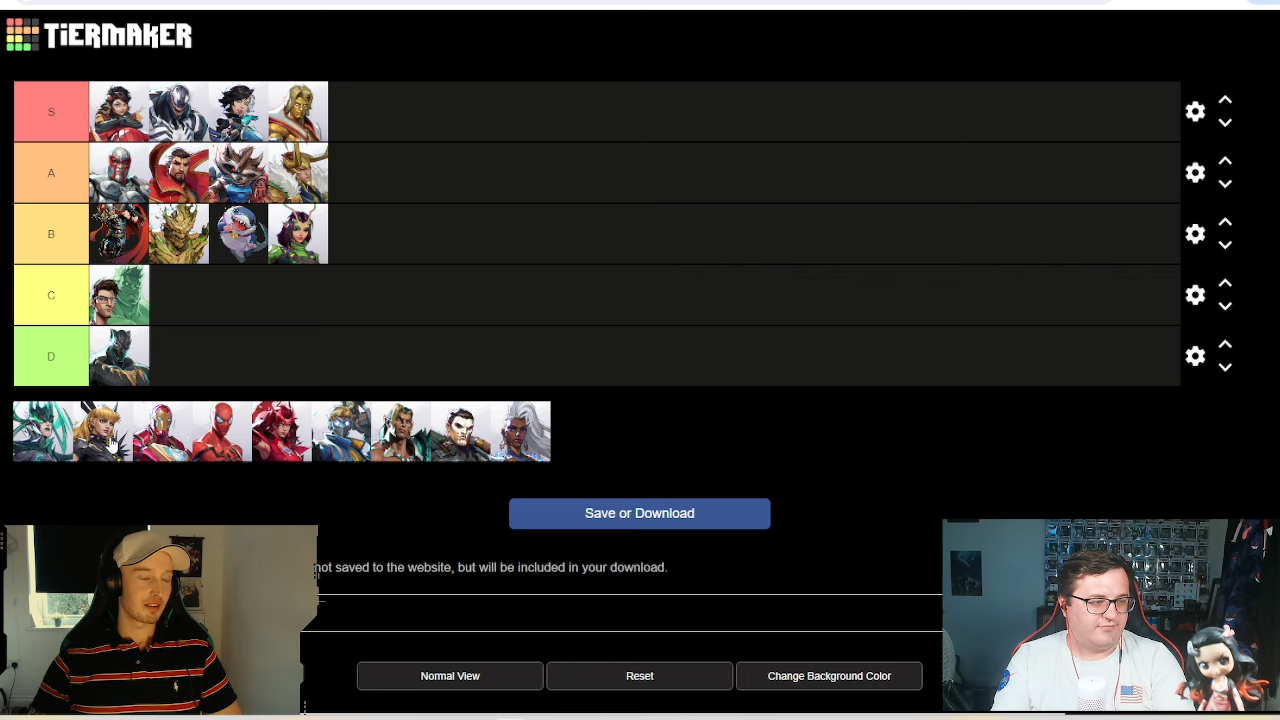 TiERMAKER
S
A
B
C
D
Save or Download
not saved to the website, but will be included in your download.
Normal View
Reset
Change Background Color